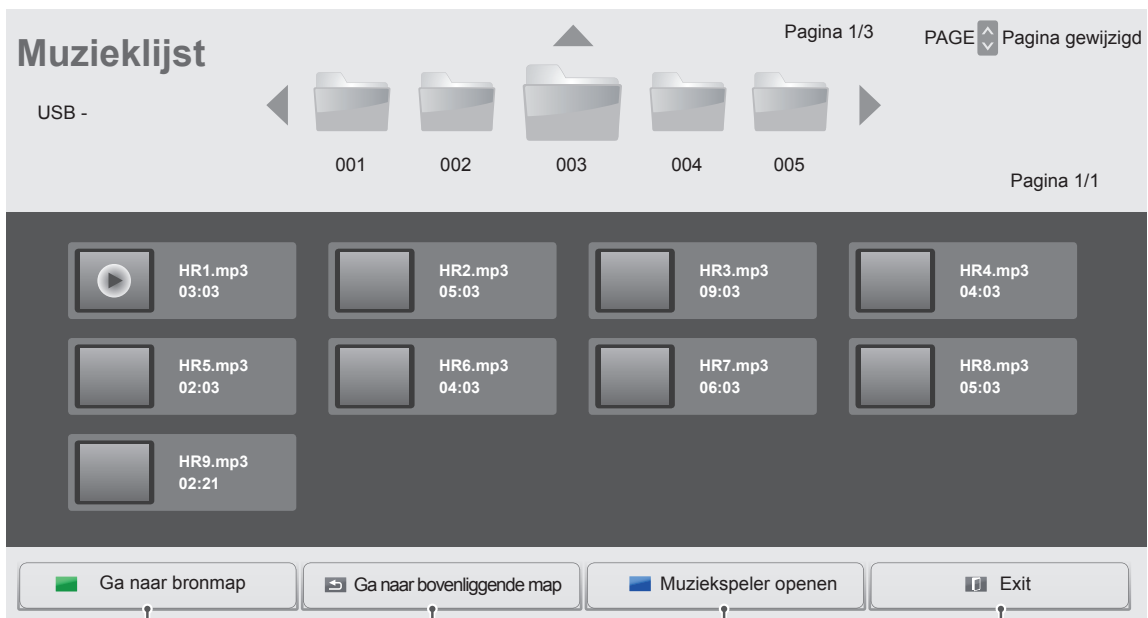 Muzieklijst
Pagina 1/3
PAGE Pagina gewijzigd
USB -
001 002 003 004 005
Pagina 1/1
HR1.mp3
03:03
HR2.mp3
05:03
HR3.mp3
09:03
HR4.mp3
04:03
HR5.mp3
02:03
HR6.mp3
04:03
HR7.mp3
06:03
HR8.mp3
05:03
HR9.mp3
02:21
Ga naar bronmap
Ga naar bovenliggende map
Muziekspeler openen
Exit